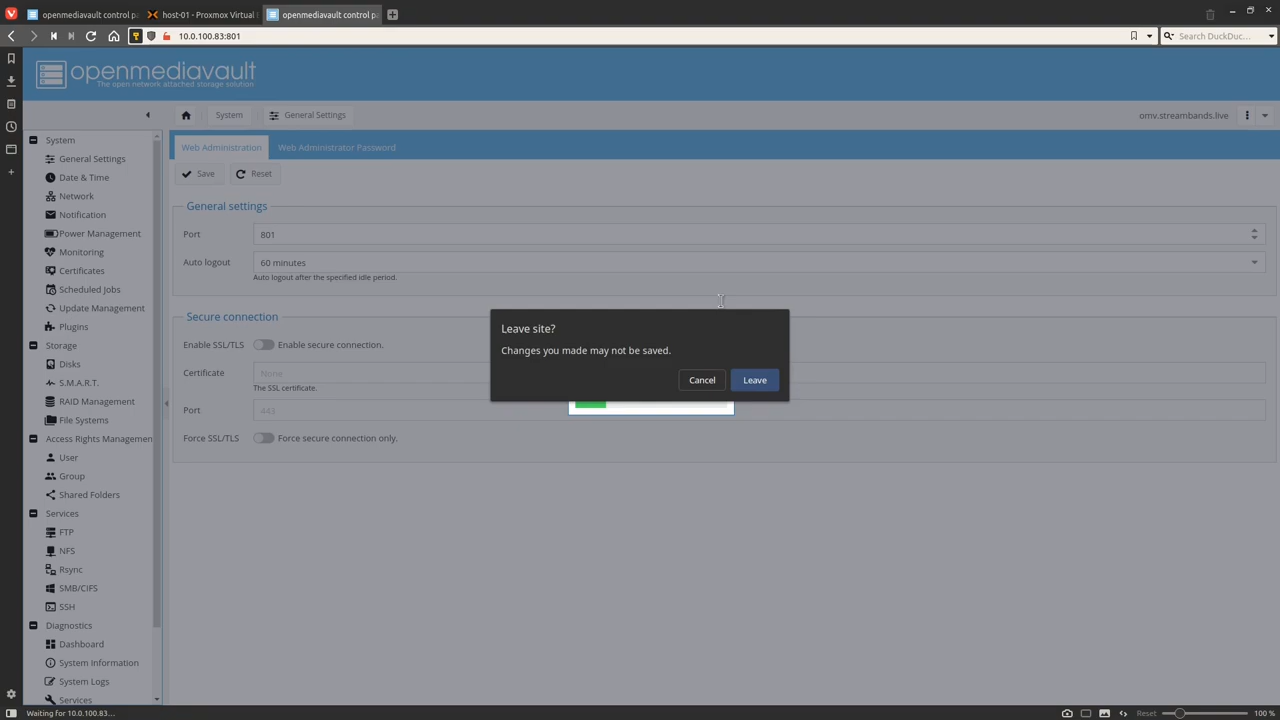 openmediavault control pa
host-01 - Proxmox Virtual
openmediavault control pa
10.0.100.83:801
Search DuckDuc...
openmediavault
The open network attached storage solution
System
General Settings
omv.streambands.live
System
General Settings
Date & Time
Network
Notification
Power Management
Monitoring
Certificates
Scheduled Jobs
Update Management
Plugins
Storage
Disks
S.M.A.R.T.
RAID Management
File Systems
Access Rights Managemen
User
Group
Shared Folders
Services
FTP
NFS
Rsync
SMB/CIFS
SSH
Diagnostics
Dashboard
System Information
System Logs
Services
Web Administration
Web Administrator Password
Save
Reset
General settings
Port
801
Auto logout
60 minutes
Auto logout after the specified idle period.
Secure connection
Enable SSL/TLS
Enable secure connection.
Certificate
None
The SSL certificate.
Port
443
Force SSL/TLS
Force secure connection only.
Leave site?
Changes you made may not be saved.
Cancel
Leave
Waiting for 10.0.100.83...
Reset
100 %